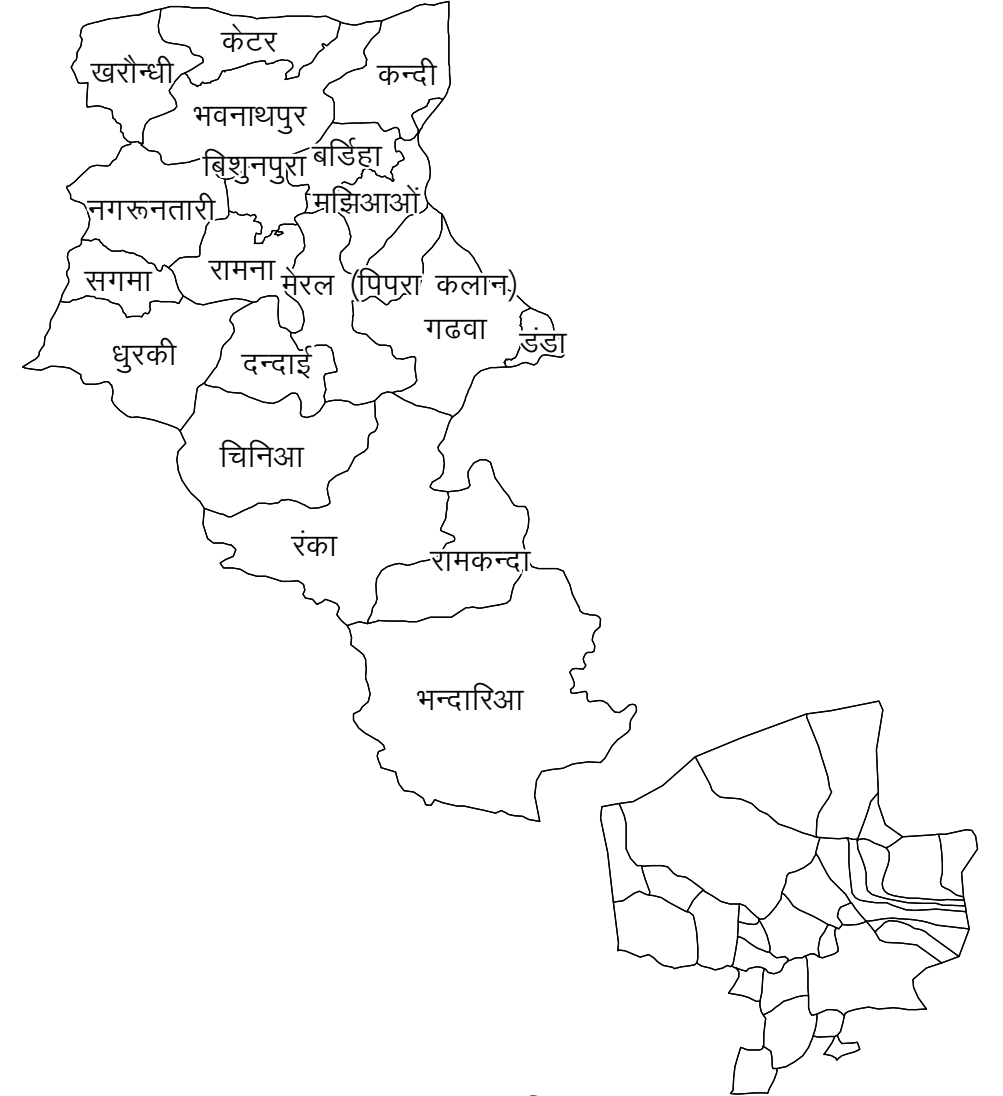 केटर
खरौन्धी
कन्दी
भवनाथपुर
बर्डिहा
बिशुनपुरा
मझिआओं
नगरूनतारी
रामना
सगमा
मेरल (पिपरा कलान)
गढवा
डंडा
धुरकी
दन्दाई
चिनिआ
रंका
रामकन्दा
भन्दारिआ